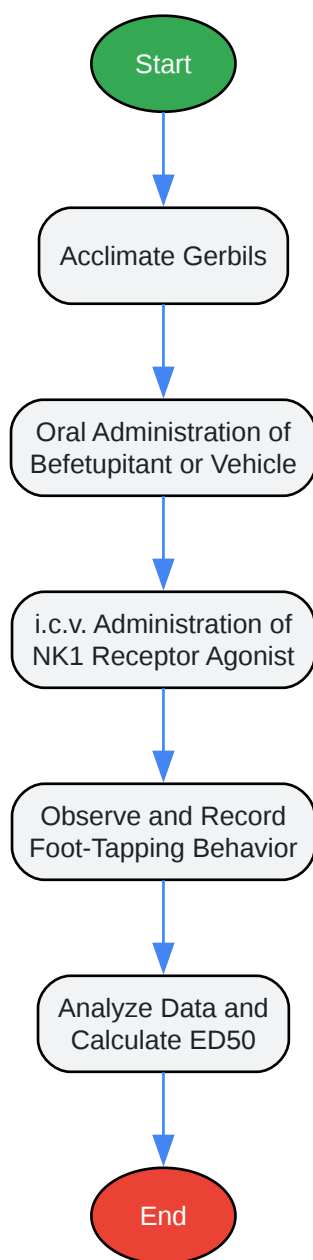 Start
Acclimate Gerbils
Oral Administration of
Befetupitant or Vehicle
i.c.v. Administration of
NK1 Receptor Agonist
Observe and Record
Foot-Tapping Behavior
Analyze Data and
Calculate ED50
End